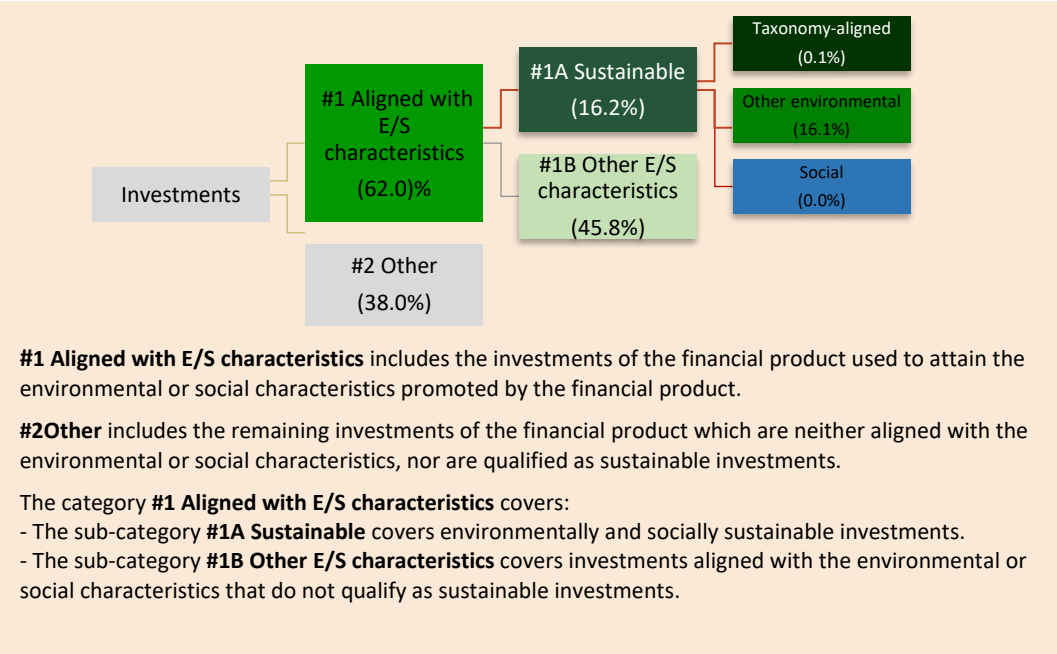 Investments
#1 Aligned with
E/S
characteristics
(62.0)%
#2 Other
(38.0%)
#1A Sustainable
(16.2%)
#1B Other E/S
characteristics
(45.8%)
Taxonomy-aligned
(0.1%)
Other environmental
(16.1%)
Social
(0.0%)
#1 Aligned with E/S characteristics includes the investments of the financial product used to attain the
environmental or social characteristics promoted by the financial product.
#2Other includes the remaining investments of the financial product which are neither aligned with the
environmental or social characteristics, nor are qualified as sustainable investments.
The category #1 Aligned with E/S characteristics covers:
- The sub-category #1A Sustainable covers environmentally and socially sustainable investments.
- The sub-category #1B Other E/S characteristics covers investments aligned with the environmental or
social characteristics that do not qualify as sustainable investments.